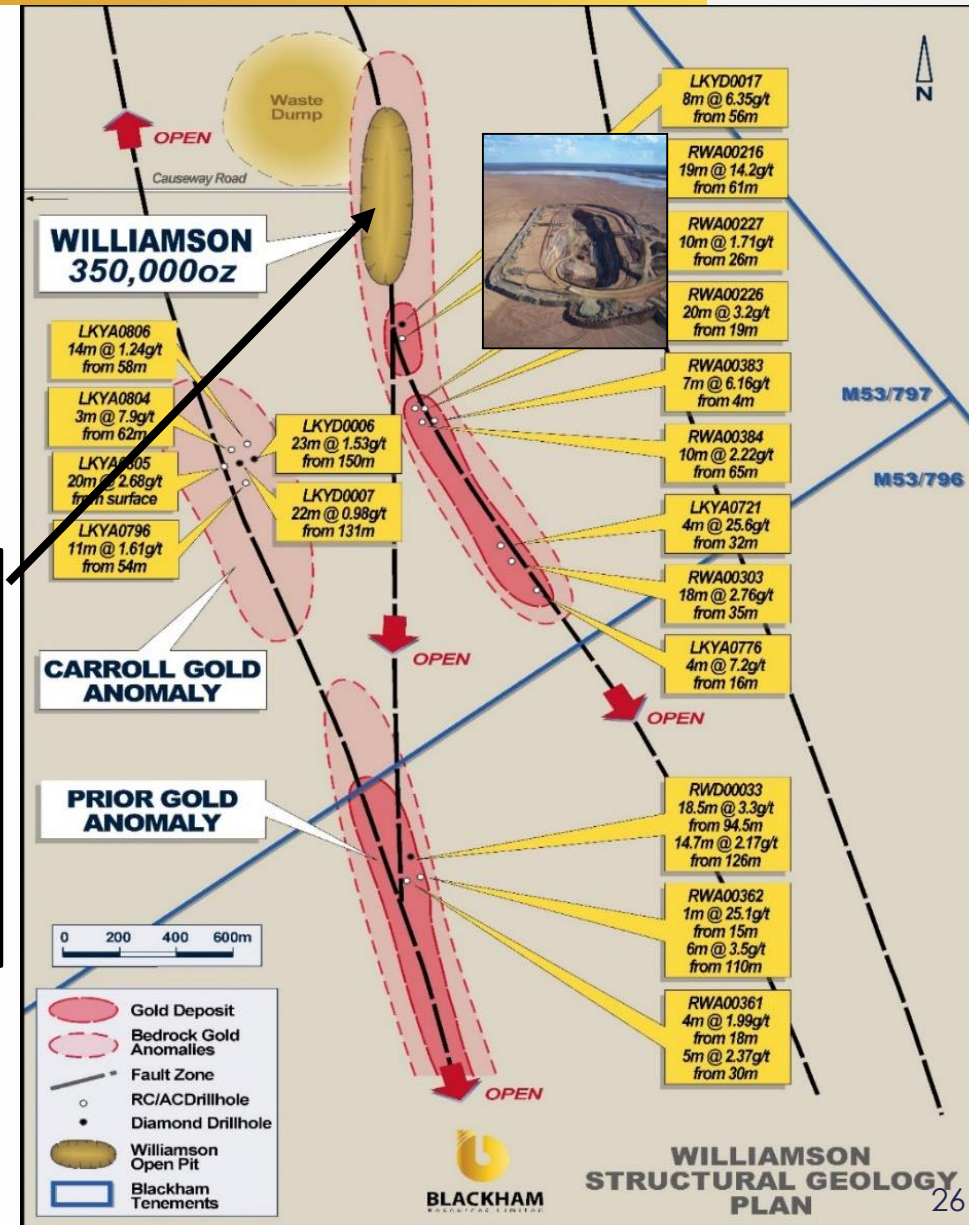 Waste
Dump
N
OPEN
Causeway Road
WILLIAMSON
350,000oz
LKYD0017
8m @ 6.35g/t
from 56m
RWA00216
19m @ 14.2g/t
from 61m
RWA00227
10m @ 1.71g/t
from 26m
RWA00226
20m @ 3.2g/t
from 19m
RWA00383
7m @ 6.16g/t
from 4m
RWA00384
10m @ 2.22g/t
from 65m
LKYA0721
4m @ 25.6g/t
from 32m
RWA00303
18m @ 2.76g/t
from 35m
LKYA0776
4m @ 7.2g/t
from 16m
M53/797
M53/796
LKYA0806
14m @ 1.24g/t
from 58m
LKYA0804
3m @ 7.9g/t
from 62m
LKYA0805
20m @ 2.68g/t
from surface
LKYA0796
11m @ 1.61g/t
from 54m
LKYD0006
23m @ 1.53g/t
from 150m
LKYD0007
22m @ 0.98g/t
from 131m
OPEN
OPEN
CARROLL GOLD
ANOMALY
PRIOR GOLD
ANOMALY
RWD00033
18.5m @ 3.3g/t
from 94.5m
14.7m @ 2.17g/t
from 126m
RWA00362
1m @ 25.1g/t
from 15m
6m @ 3.5g/t
from 110m
RWA00361
4m @ 1.99g/t
from 18m
5m @ 2.37g/t
from 30m
0 200 400 600m
Gold Deposit
Bedrock Gold
Anomalies
Fault Zone
RC/ACDrillhole
Diamond Drillhole
Williamson
Open Pit
Blackham
Tenements
OPEN
BLACKHAM
Resources Limited
WILLIAMSON
STRUCTURAL GEOLOGY
PLAN
26